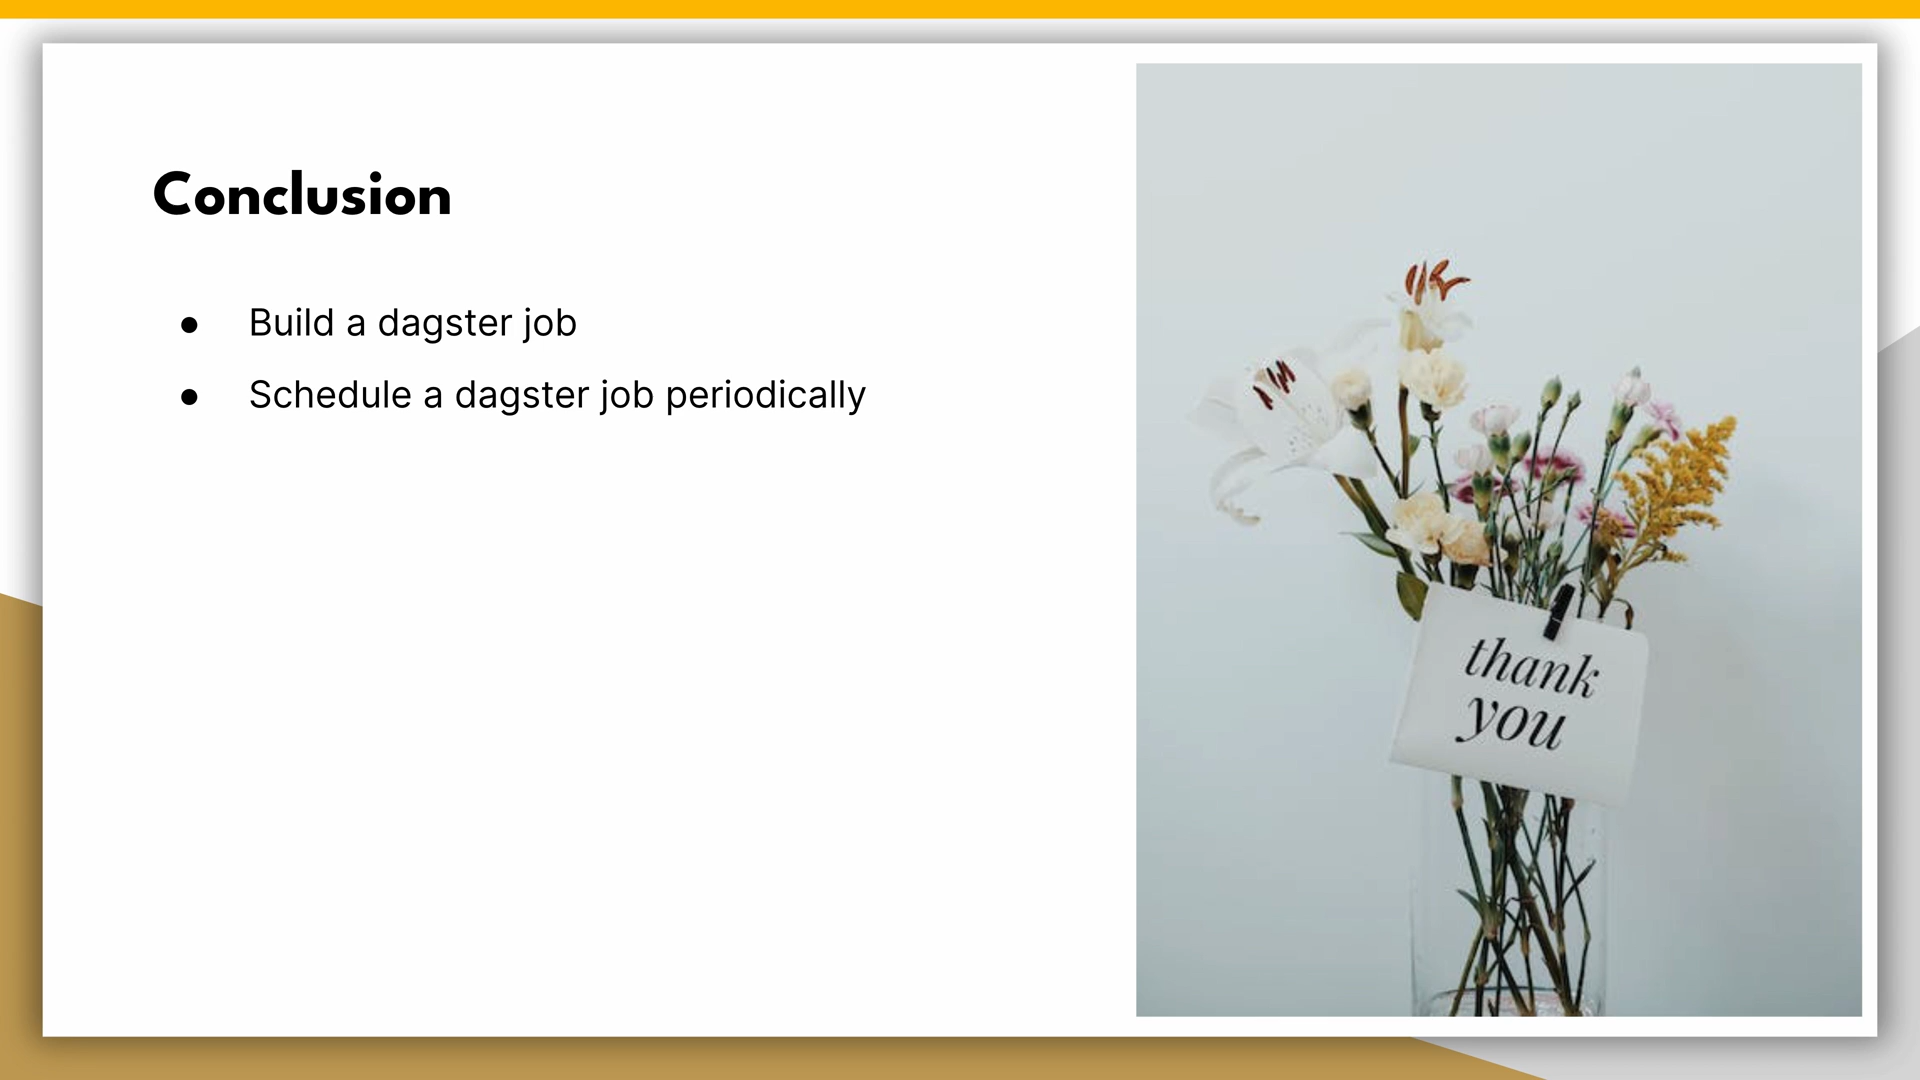 Conclusion
● Build a dagster job
● Schedule a dagster job periodically
thank
you